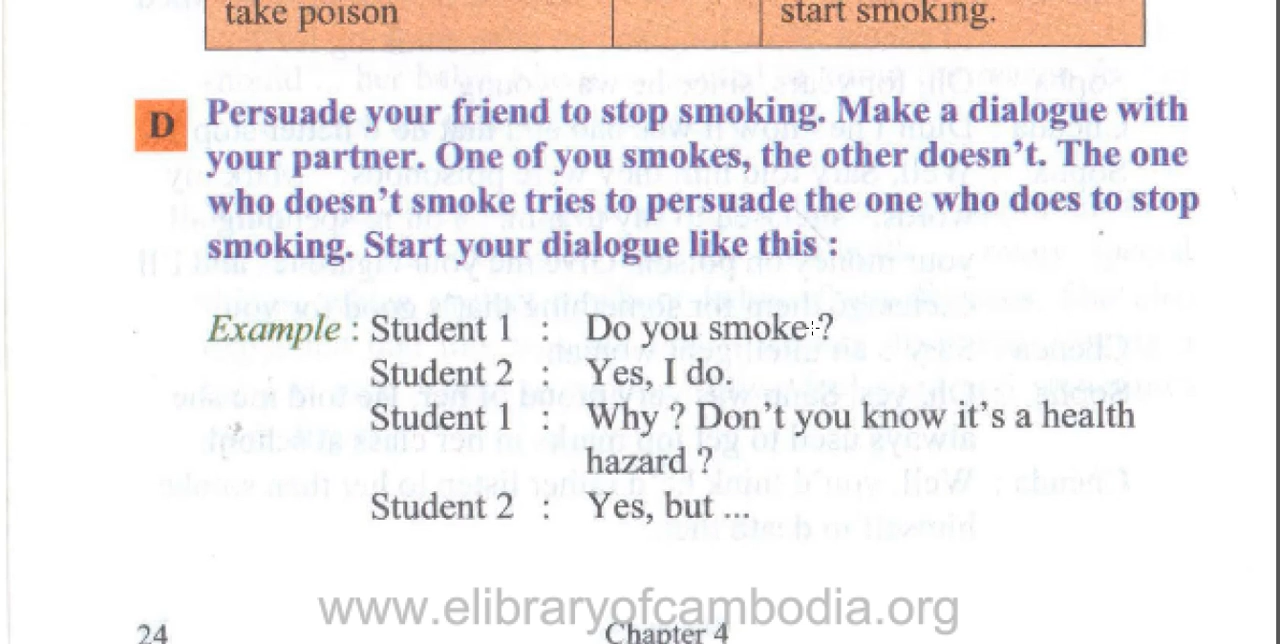 take poison
start smoking.
D Persuade your friend to stop smoking. Make a dialogue with
your partner. One of you smokes, the other doesn't. The one
who doesn't smoke tries to persuade the one who does to stop
smoking. Start your dialogue like this :
Example : Student 1 : Do you smoke ?
Student 2 : Yes, I do.
Student 1 : Why ? Don't you know it's a health
hazard ?
Student 2 : Yes, but ...
www.elibraryofcambodia.org
24
Chapter 4